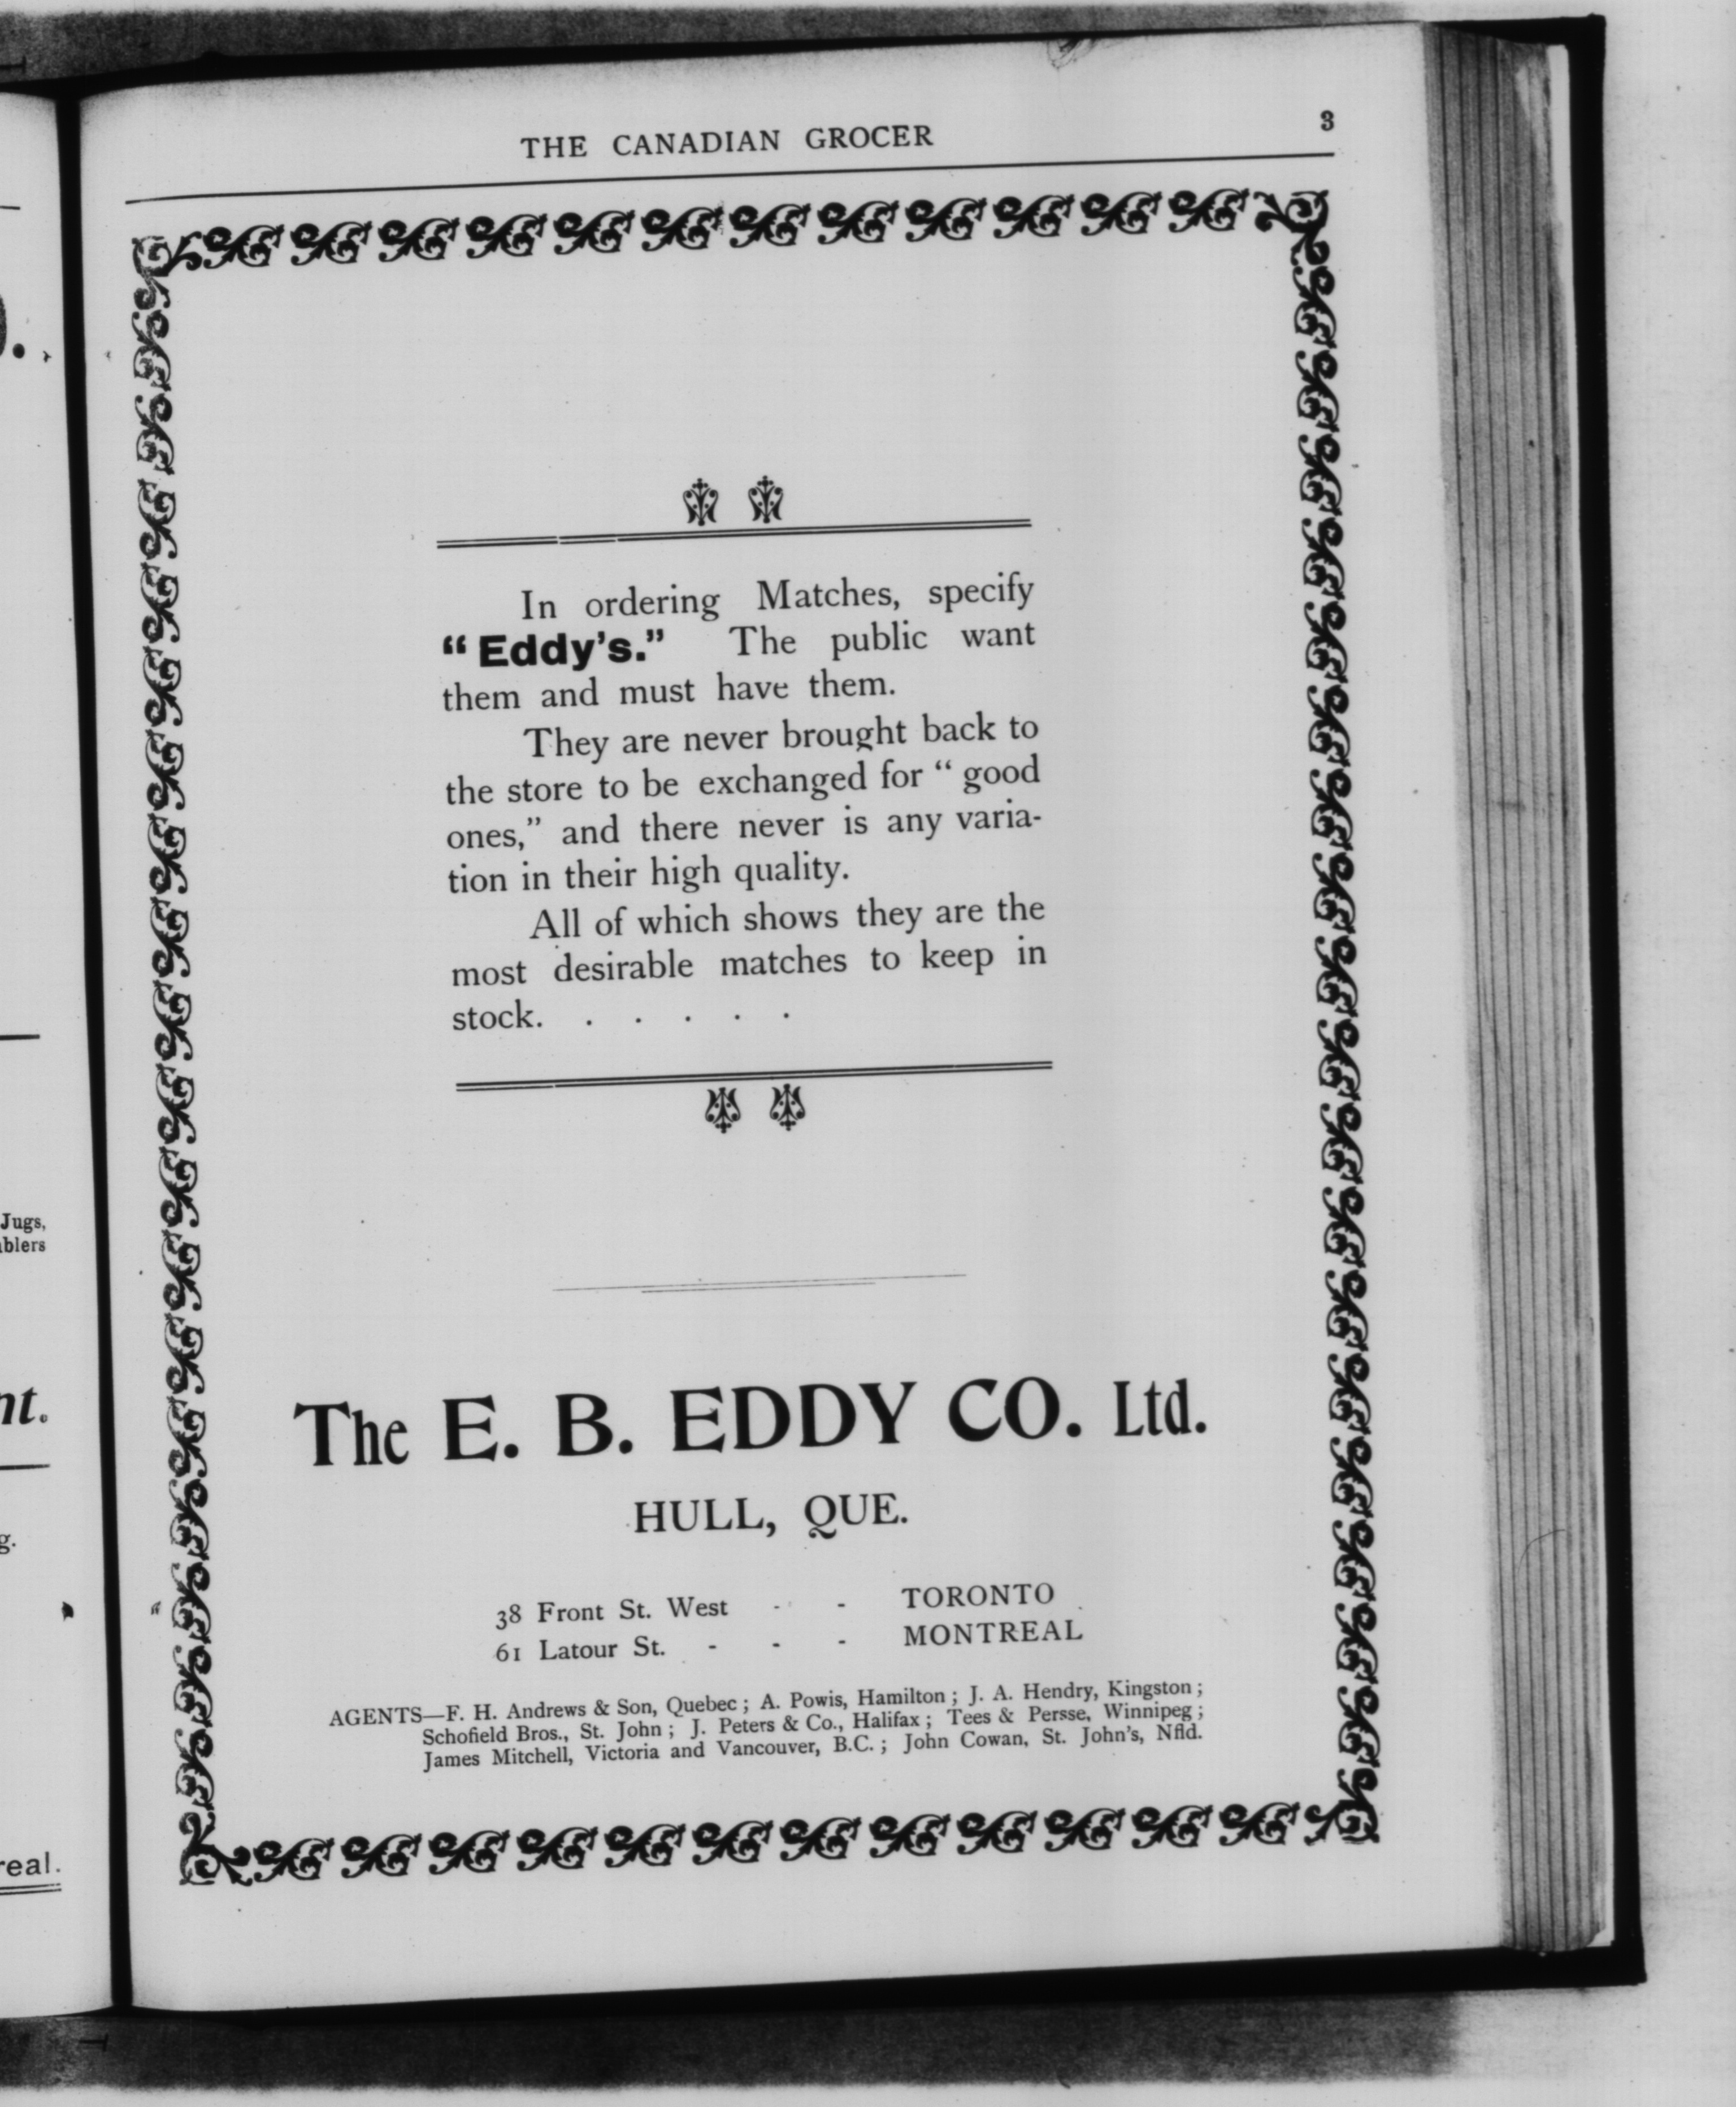 THE CANADIAN GROCER
3
In ordering Matches, specify
“Eddy’s.” The public want
them and must have them.
They are never brought back to
the store to be exchanged for “ good
ones,” and there never is any varia-
tion in their high quality.
All of which shows they are the
most desirable matches to keep in
stock. . . . . .
The E. B. EDDY CO. Ltd.
HULL, QUE.
38 Front St. West - - TORONTO
61 Latour St. - - - MONTREAL
AGENTS—F. H. Andrews & Son, Quebec ; A. Powis, Hamilton ; J. A. Hendry, Kingston ;
Schofield Bros., St. John ; J. Peters & Co., Halifax ; Tees & Persse, Winnipeg ;
James Mitchell, Victoria and Vancouver, B.C. ; John Cowan, St. John’s, Nfld.
Jugs,